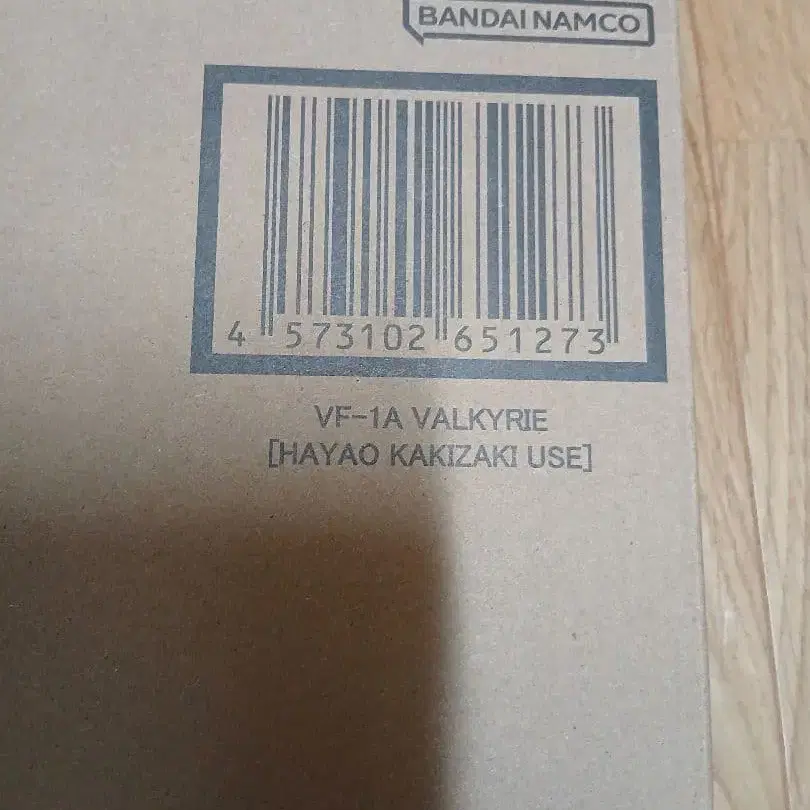 BANDAI NAMCO
4 573102 651273
VF-1A VALKYRIE
[HAYAO KAKIZAKI USE]